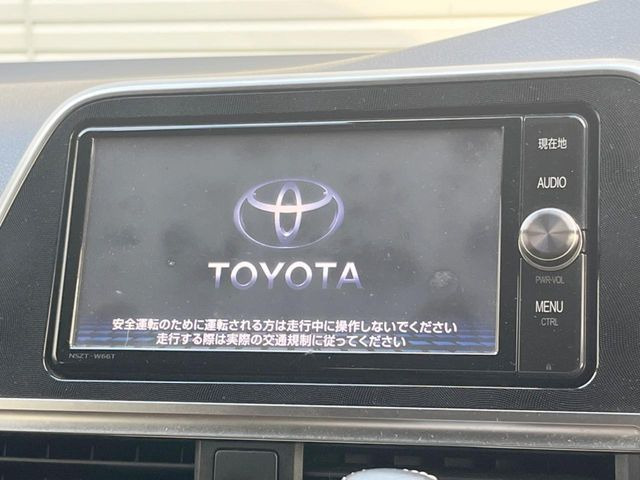 現在地
AUDIO
TOYOTA
PWR-VOL
MENU
CTRL
安全運転のために運転される方は走行中に操作しないでください
走行する際は実際の交通規制に従ってください
NSZT-W66T